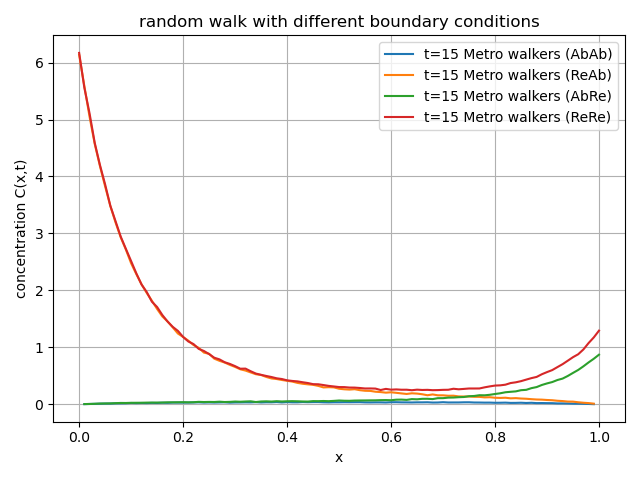 random walk with different boundary conditions
t=15 Metro walkers (AbAb)
t=15 Metro walkers (ReAb)
t=15 Metro walkers (AbRe)
t=15 Metro walkers (ReRe)
concentration C(x,t)
6
5
4
3
2
1
0
0.0 0.2 0.4 0.6 0.8 1.0
x